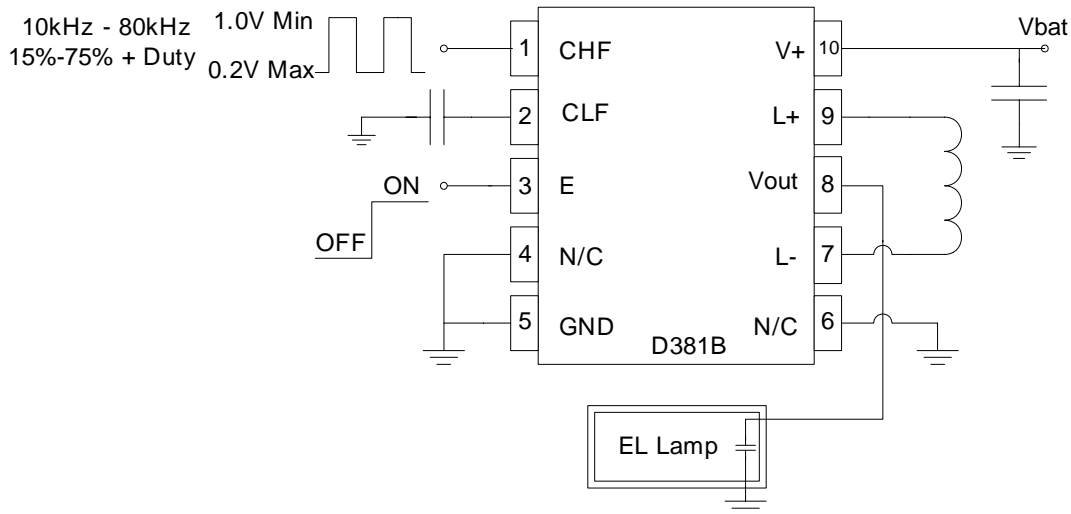 10kHz - 80kHz
15%-75% + Duty
1.0V Min
0.2V Max
1 CHF
V+ 10
Vbat
2 CLF
L+ 9
ON
OFF
3 E
Vout 8
4 N/C
L- 7
5 GND
N/C 6
D381B
EL Lamp